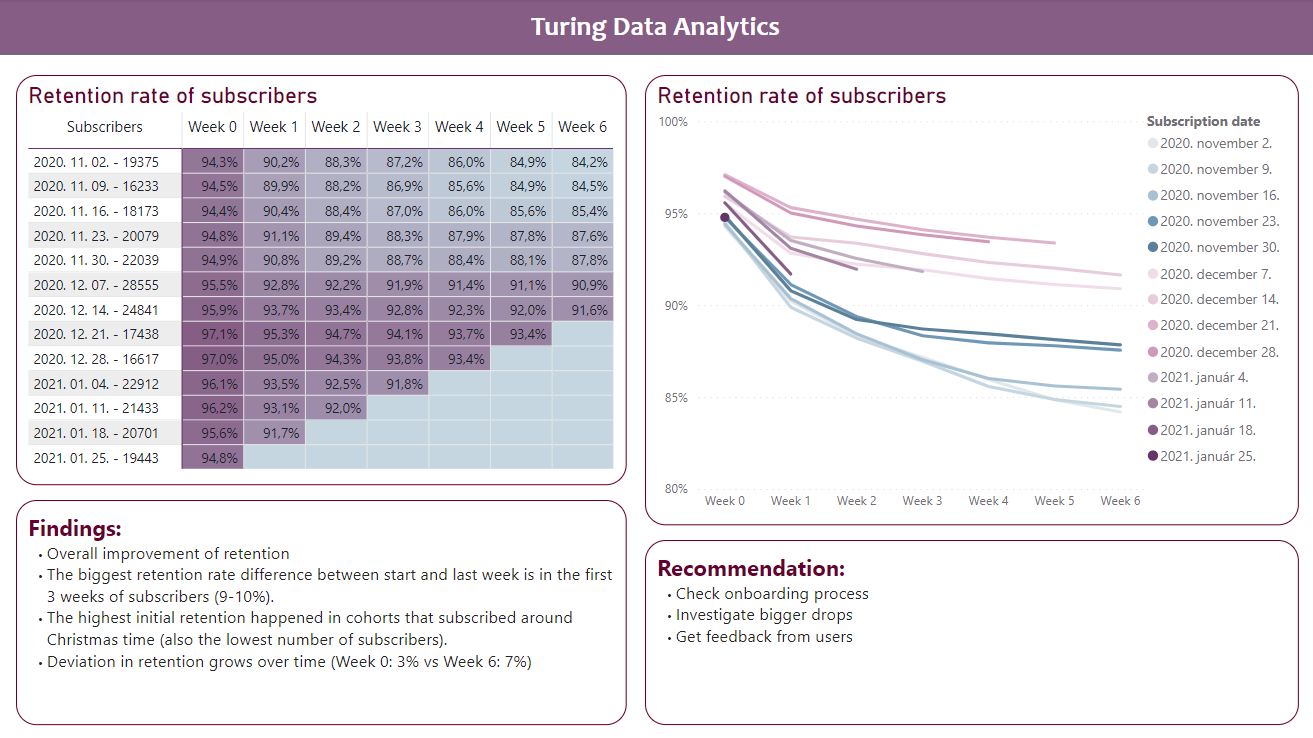 Turing Data Analytics
Retention rate of subscribers
Subscribers Week 0 Week 1 Week 2 Week 3 Week 4 Week 5 Week 6
2020. 11. 02. - 19375 94,3% 90,2% 88,3% 87,2% 86,0% 84,9% 84,2%
2020. 11. 09. - 16233 94,5% 89,9% 88,2% 86,9% 85,6% 84,9% 84,5%
2020. 11. 16. - 18173 94,4% 90,4% 88,4% 87,0% 86,0% 85,6% 85,4%
2020. 11. 23. - 20079 94,8% 91,1% 89,4% 88,3% 87,9% 87,8% 87,6%
2020. 11. 30. - 22039 94,9% 90,8% 89,2% 88,7% 88,4% 88,1% 87,8%
2020. 12. 07. - 28555 95,5% 92,8% 92,2% 91,9% 91,4% 91,1% 90,9%
2020. 12. 14. - 24841 95,9% 93,7% 93,4% 92,8% 92,3% 92,0% 91,6%
2020. 12. 21. - 17438 97,1% 95,3% 94,7% 94,1% 93,7% 93,4%
2020. 12. 28. - 16617 97,0% 95,0% 94,3% 93,8% 93,4%
2021. 01. 04. - 22912 96,1% 93,5% 92,5% 91,8%
2021. 01. 11. - 21433 96,2% 93,1% 92,0%
2021. 01. 18. - 20701 95,6% 91,7%
2021. 01. 25. - 19443 94,8%
Retention rate of subscribers
100%
95%
90%
85%
80%
Week 0 Week 1 Week 2 Week 3 Week 4 Week 5 Week 6
Subscription date
2020. november 2.
2020. november 9.
2020. november 16.
2020. november 23.
2020. november 30.
2020. december 7.
2020. december 14.
2020. december 21.
2020. december 28.
2021. január 4.
2021. január 11.
2021. január 18.
2021. január 25.
Findings:
• Overall improvement of retention
• The biggest retention rate difference between start and last week is in the first
3 weeks of subscribers (9-10%).
• The highest initial retention happened in cohorts that subscribed around
Christmas time (also the lowest number of subscribers).
• Deviation in retention grows over time (Week 0: 3% vs Week 6: 7%)
Recommendation:
• Check onboarding process
• Investigate bigger drops
• Get feedback from users